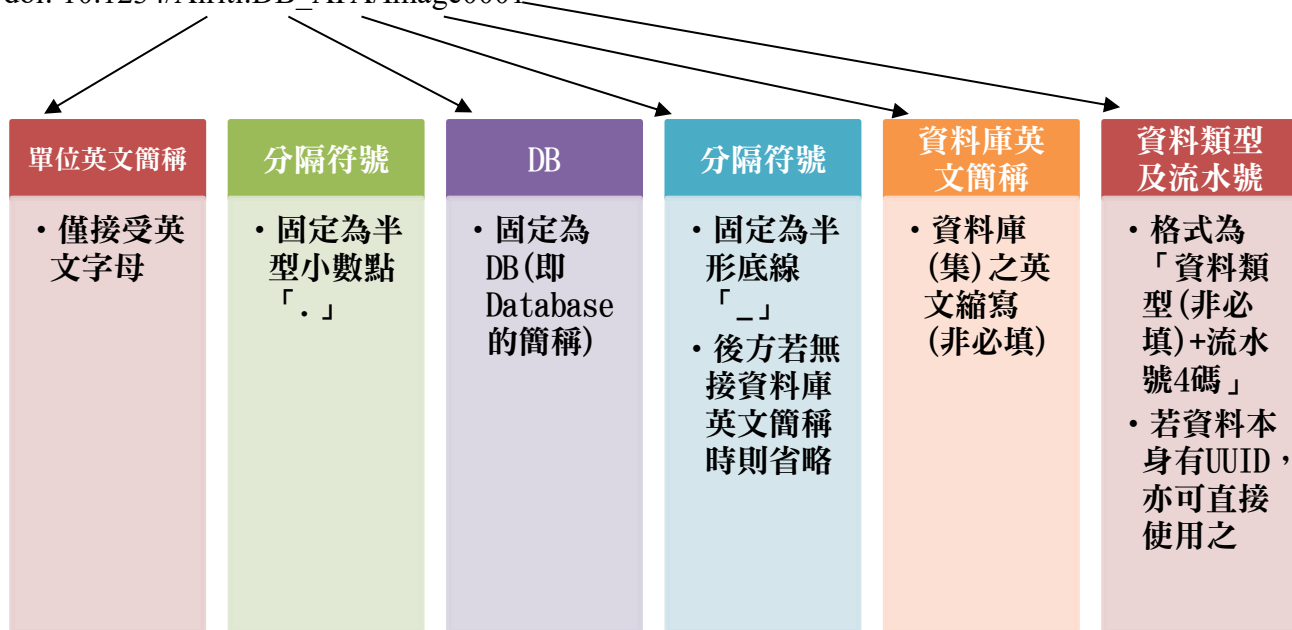 doi: 10.1234/Airiti.DB_AFA/Image0001
單位英文簡稱
・僅接受英
文字母
分隔符號
・固定為半
型小數點
「.」
DB
・固定為
DB(即
Database
的簡稱)
分隔符號
・固定為半
形底線
「_」
・後方若無
接資料庫
英文簡稱
時則省略
資料庫英
文簡稱
・資料庫
(集)之英
文縮寫
(非必填)
資料類型
及流水號
・格式為
「資料類
型(非必
填)+流水
號4碼」
・若資料本
身有UUID，
亦可直接
使用之